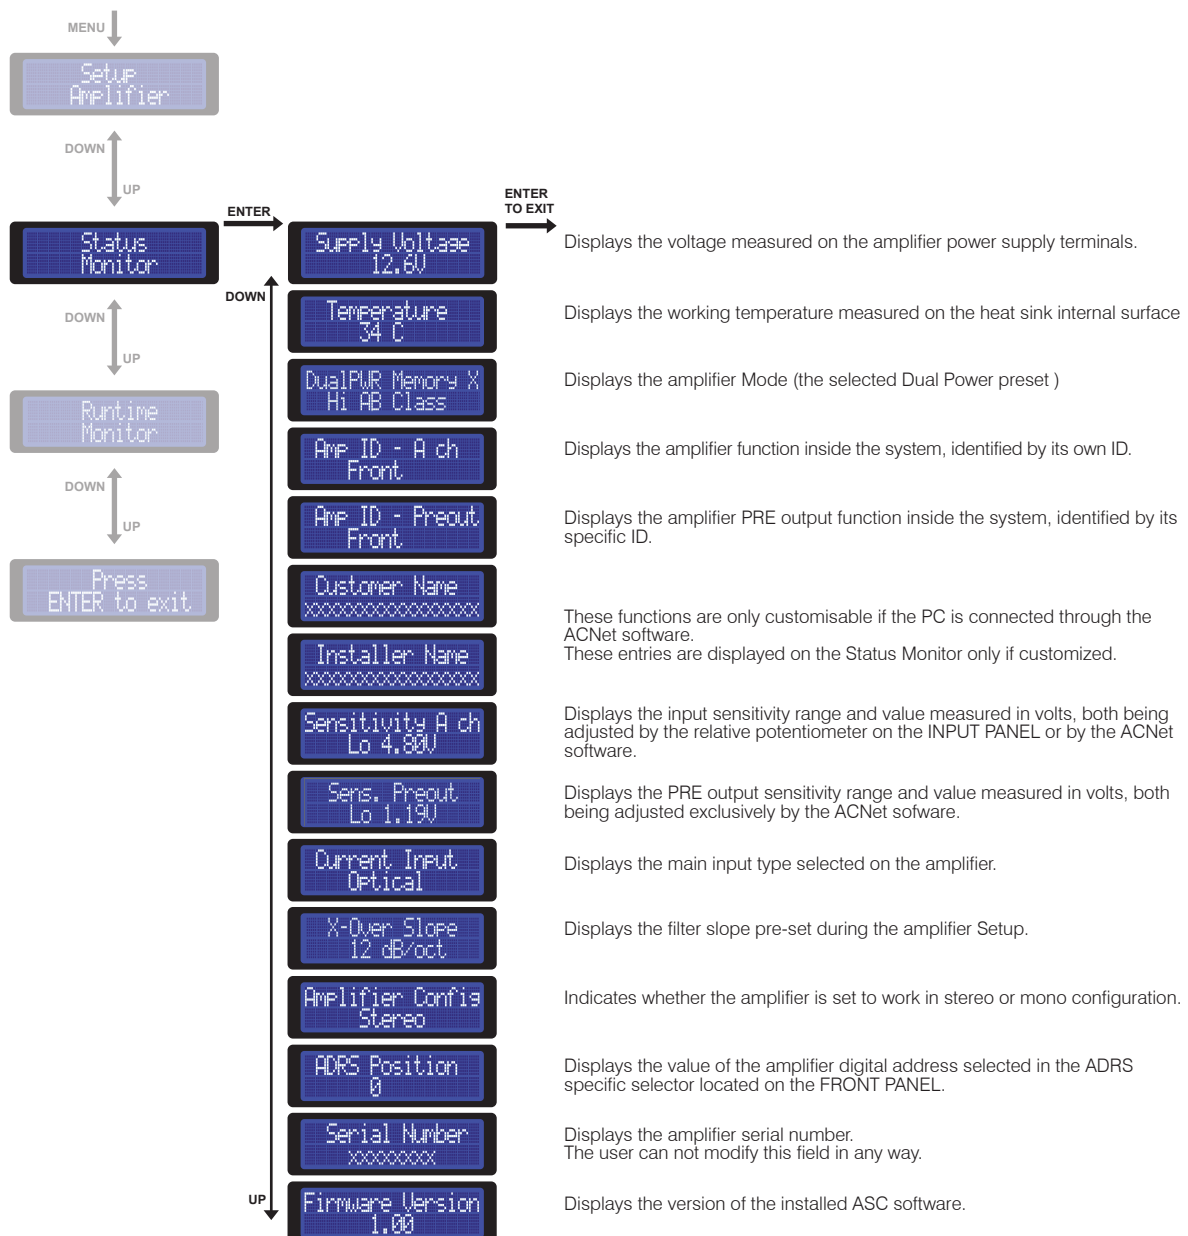 MENU
Setup
Amplifier
DOWN
UP
Status
Monitor
DOWN
UP
Runtime
Monitor
DOWN
UP
Press
ENTER to exit
ENTER
ENTER
TO EXIT
DOWN
UP
Supply Voltage
12.6V
Displays the voltage measured on the amplifier power supply terminals.
Temperature
34 C
Displays the working temperature measured on the heat sink internal surface
DualPWR Memory X
Hi AB Class
Displays the amplifier Mode (the selected Dual Power preset )
Amp ID - A ch
Front
Displays the amplifier function inside the system, identified by its own ID.
Amp ID - Preout
Front
Displays the amplifier PRE output function inside the system, identified by its
specific ID.
Customer Name
XXXXXXXXXXXXXXXX
Installer Name
XXXXXXXXXXXXXXXX
These functions are only customisable if the PC is connected through the
ACNet software.
These entries are displayed on the Status Monitor only if customized.
Sensitivity A ch
Lo 4.80V
Displays the input sensitivity range and value measured in volts, both being
adjusted by the relative potentiometer on the INPUT PANEL or by the ACNet
software.
Sens. Preout
Lo 1.19V
Displays the PRE output sensitivity range and value measured in volts, both
being adjusted exclusively by the ACNet sofware.
Current Input
Optical
Displays the main input type selected on the amplifier.
X-Over Slope
12 dB/oct
Displays the filter slope pre-set during the amplifier Setup.
Amplifier Config
Stereo
Indicates whether the amplifier is set to work in stereo or mono configuration.
ADRS Position
0
Displays the value of the amplifier digital address selected in the ADRS
specific selector located on the FRONT PANEL.
Serial Number
XXXXXXXX
Displays the amplifier serial number.
The user can not modify this field in any way.
Firmware Version
1.00
Displays the version of the installed ASC software.